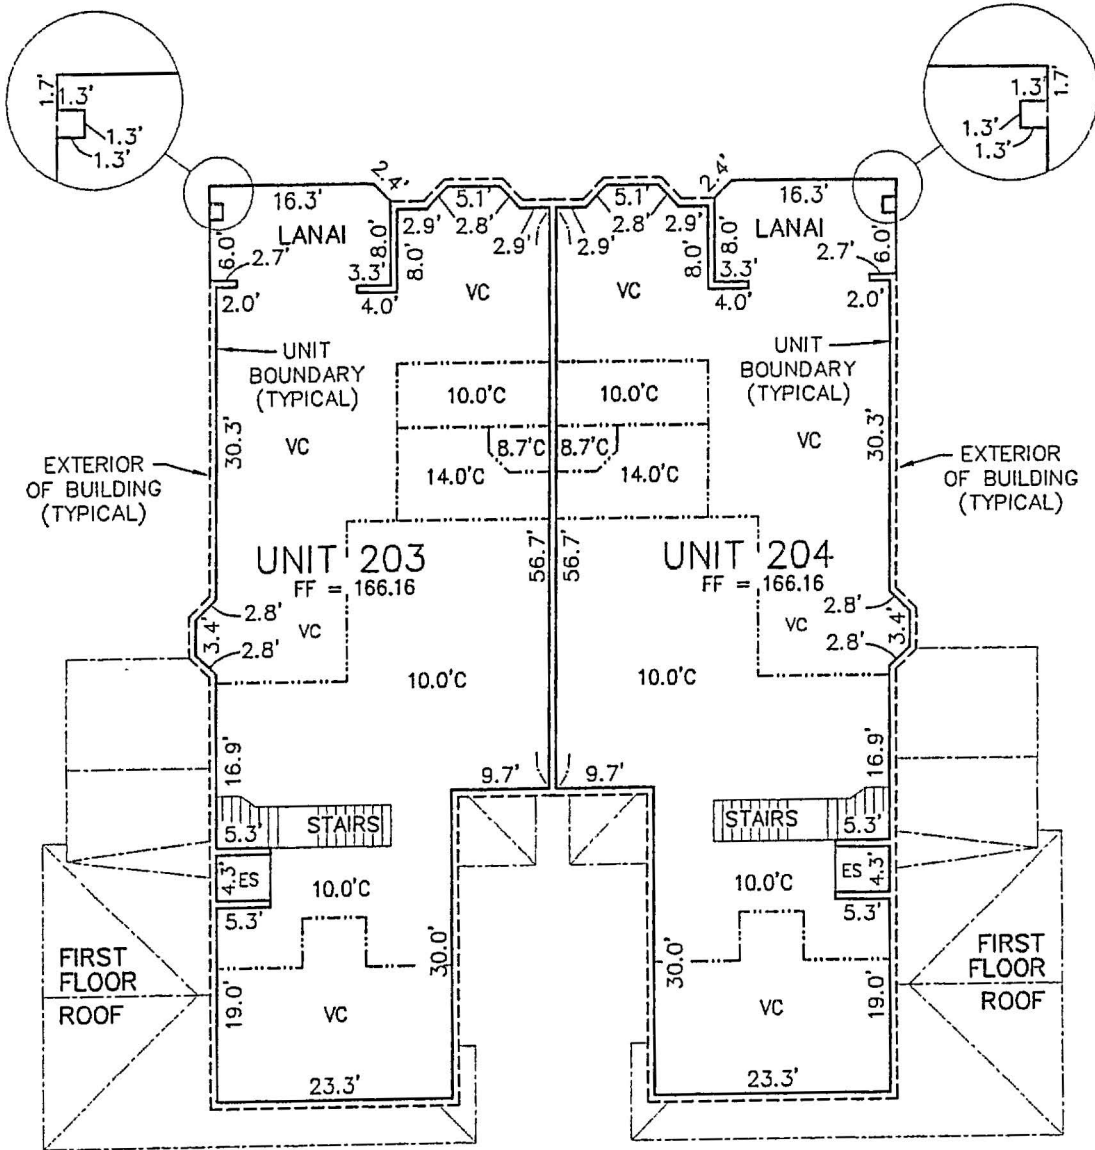 1.7'
1.3'
1.3'
1.3'
1.3'
1.7'
1.3'
1.3'
2.4'
2.4'
16.3'
5.1'
5.1'
16.3'
LANAI
2.9'
2.8'
2.9'
2.9'
2.8'
2.9'
LANAI
6.0'
8.0'
8.0'
8.0'
8.0'
6.0'
2.7'
3.3'
3.3'
2.7'
2.0'
4.0'
VC
VC
4.0'
2.0'
UNIT
BOUNDARY
(TYPICAL)
UNIT
BOUNDARY
(TYPICAL)
10.0'C
10.0'C
30.3'
VC
8.7'C
8.7'C
VC
30.3'
EXTERIOR
OF BUILDING
(TYPICAL)
14.0'C
14.0'C
EXTERIOR
OF BUILDING
(TYPICAL)
UNIT 203
FF = 166.16
56.7'
56.7'
UNIT 204
FF = 166.16
2.8'
3.4'
VC
2.8'
2.8'
VC
3.4'
2.8'
10.0'C
10.0'C
16.9'
9.7'
9.7'
16.9'
5.3'
STAIRS
STAIRS
5.3'
4.3'
ES
10.0'C
10.0'C
ES
4.3'
5.3'
5.3'
FIRST
FLOOR
ROOF
19.0'
30.0'
30.0'
19.0'
FIRST
FLOOR
ROOF
VC
VC
23.3'
23.3'